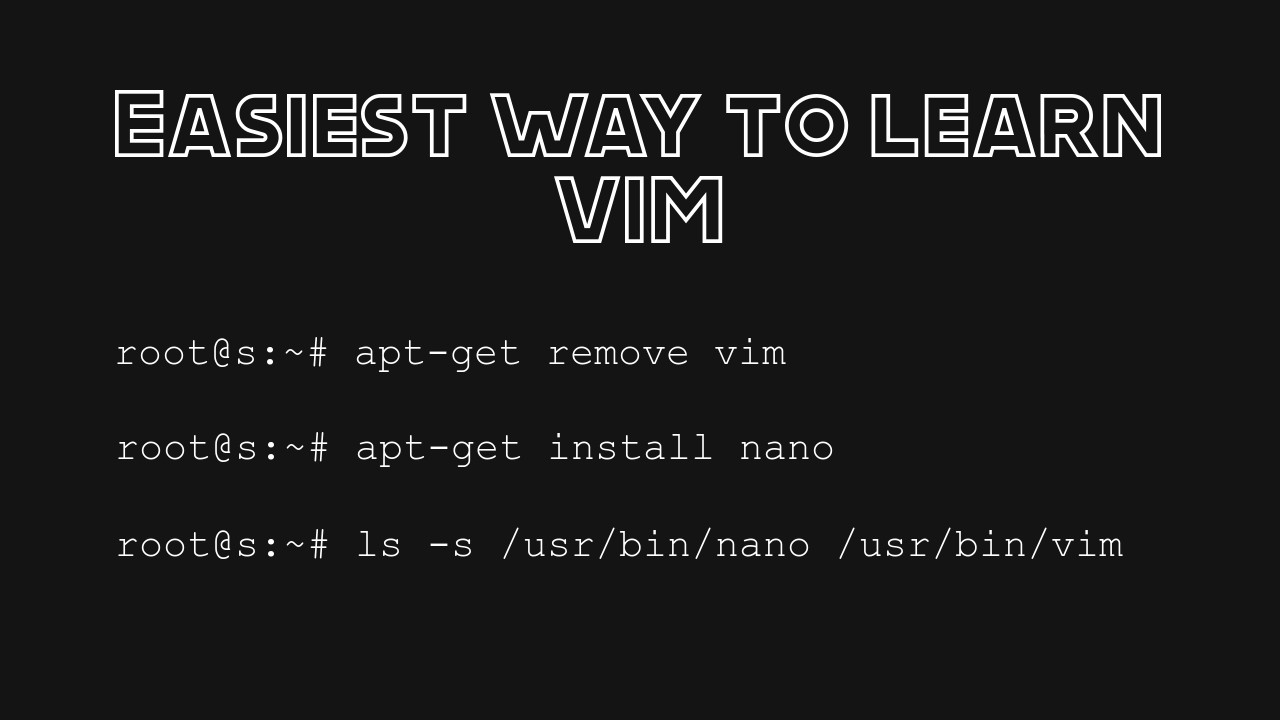 EASIEST WAY TO LEARN
VIM
root@s:~# apt-get remove vim
root@s:~# apt-get install nano
root@s:~# ls -s /usr/bin/nano /usr/bin/vim